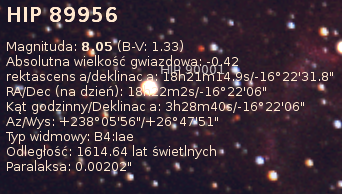 HIP 89956
Magnituda: 8.05 (B-V: 1.33)
Absolutna wielkość gwiazdowa: -0.42
rektascens a/deklinac a: 18h21m14.9s/-16°22'31.8"
RA/Dec (na dzień): 18h22m2s/-16°22'06"
Kąt godzinny/Deklinac a: 3h28m40s/-16°22'06"
Az/Wys: +238°05'56"/+26°47'51"
Typ widmowy: B4:Iae
Odległość: 1614.64 lat świetlnych
Paralaksa: 0.00202"